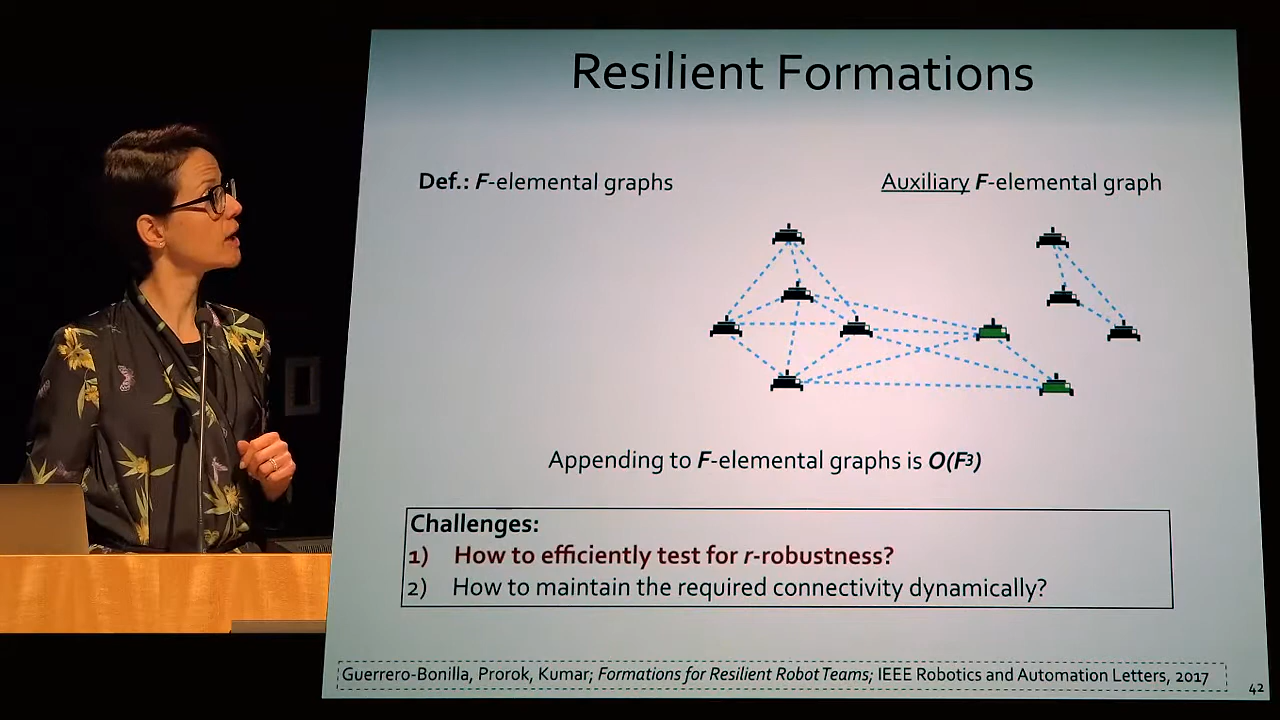 Resilient Formations
Def.: F-elemental graphs
Auxiliary F-elemental graph
Appending to F-elemental graphs is O(F³)
Challenges:
1) How to efficiently test for r-robustness?
2) How to maintain the required connectivity dynamically?
Guerrero-Bonilla, Prorok, Kumar; Formations for Resilient Robot Teams; IEEE Robotics and Automation Letters, 2017
42